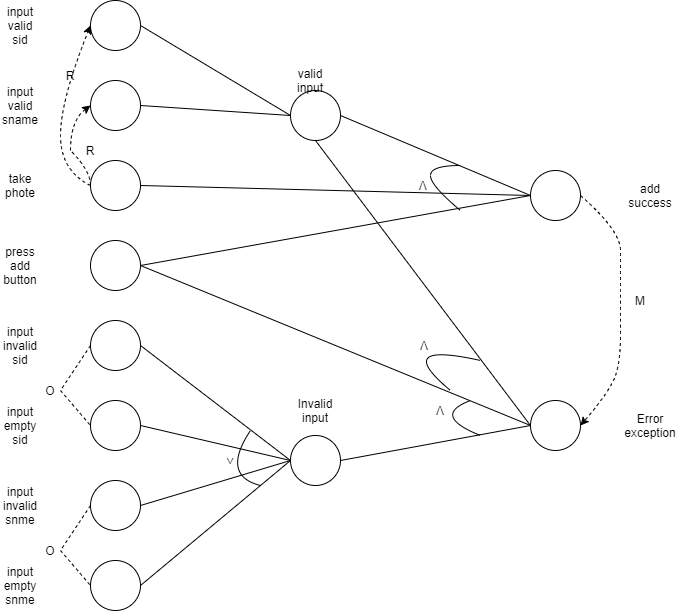 input
valid
sid
R
input
valid
sname
R
take
phote
press
add
button
input
invalid
sid
O
input
empty
sid
input
invalid
snme
O
input
empty
snme
valid
input
Invalid
input
Λ
Λ
Λ
v
add
success
M
Error
exception